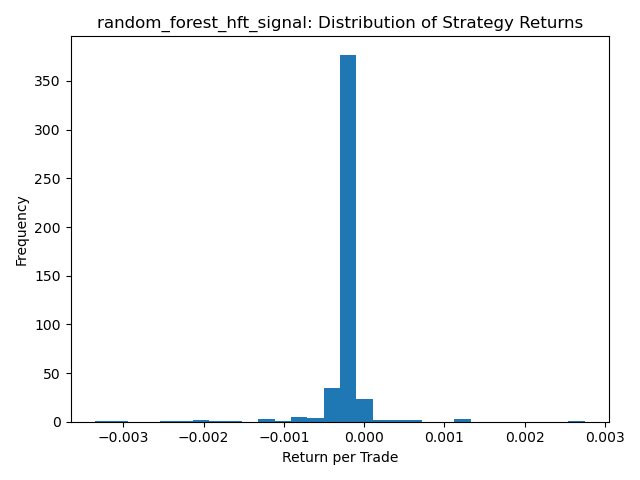 random_forest_hft_signal: Distribution of Strategy Returns
350
300
250
200
150
100
50
0
Frequency
−0.003 −0.002 −0.001 0.000 0.001 0.002 0.003
Return per Trade